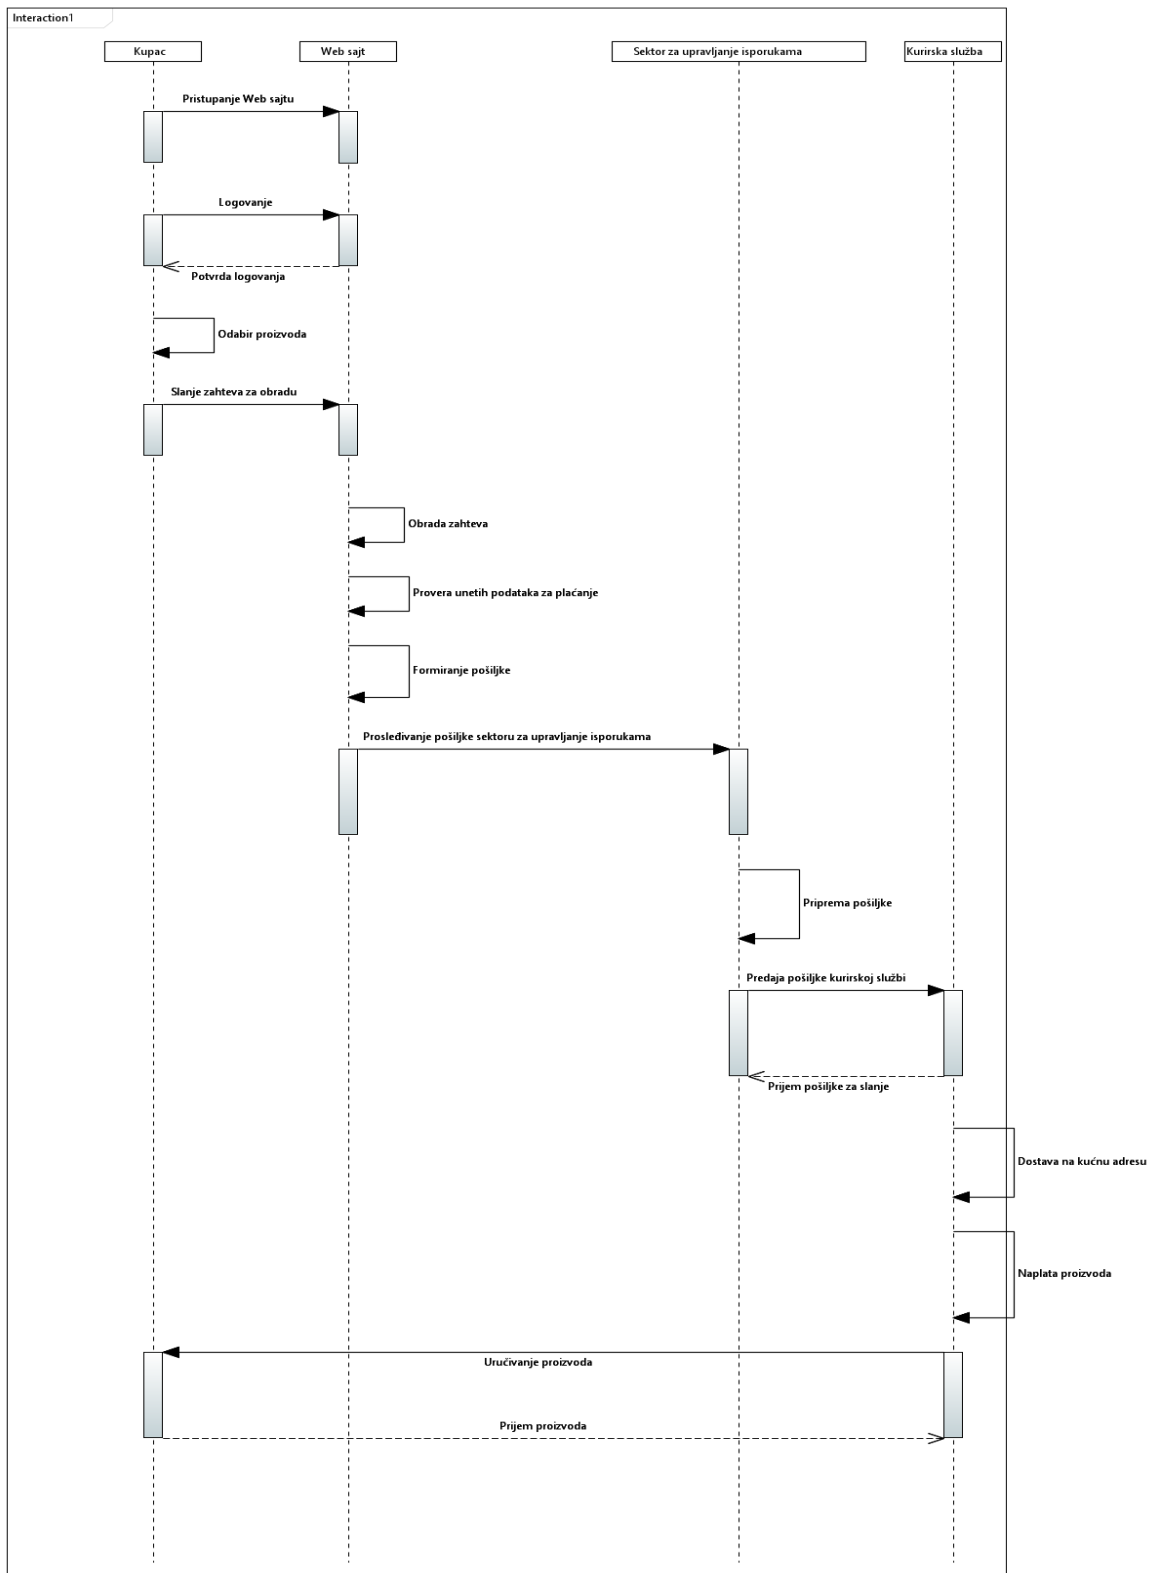 Interaction1
Kupac
Web sajt
Sektor za upravljanje isporukama
Kurirska služba
Pristupanje Web sajtu
Logovanje
Potvrda logovanja
Odabir proizvoda
Slanje zahteva za obradu
Obrada zahteva
Provera unetih podataka za plaćanje
Formiranje pošiljke
Prosleđivanje pošiljke sektoru za upravljanje isporukama
Priprema pošiljke
Predaja pošiljke kurirskoj službi
Prijem pošiljke za slanje
Dostava na kućnu adresu
Naplata proizvoda
Uručivanje proizvoda
Prijem proizvoda